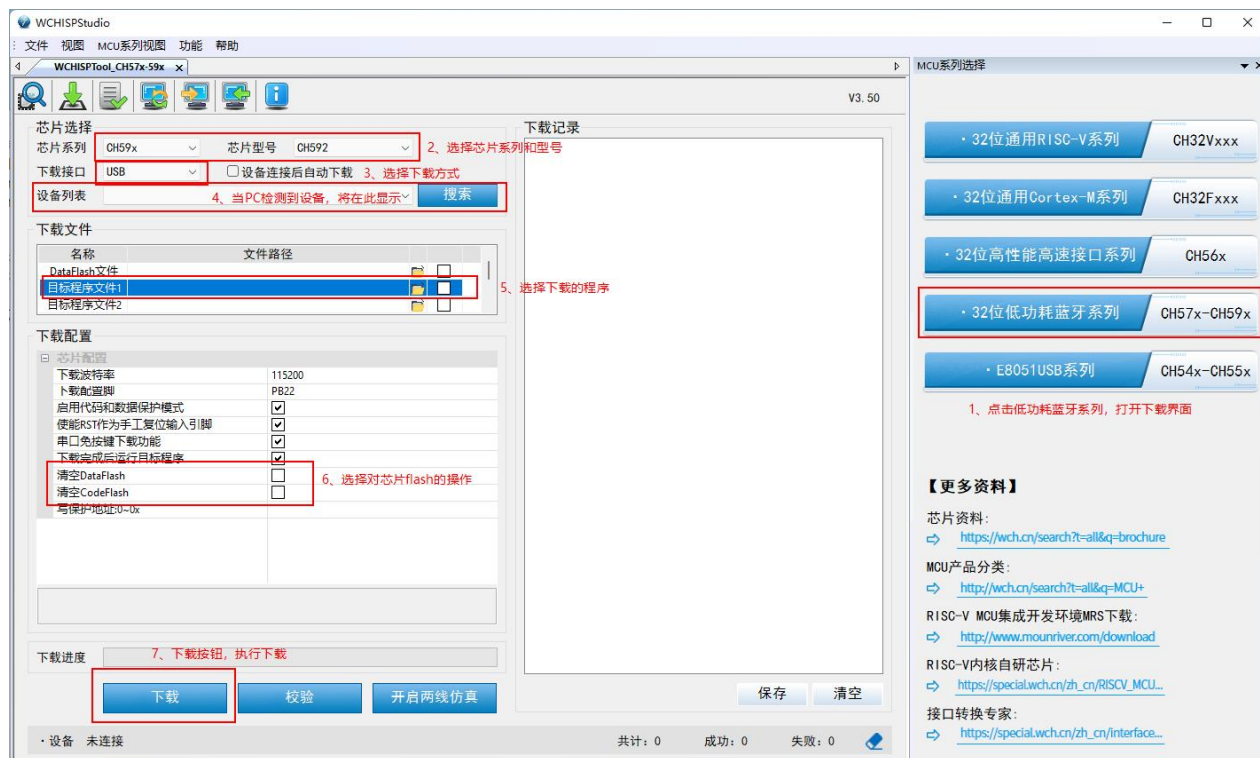 WCHISPStudio
文件 视图 MCU系列视图 功能 帮助
WCHISPTool_CH57x-59x x
MCU系列选择
V3.50
芯片选择
芯片系列 CH59x 芯片型号 CH592 2、选择芯片系列和型号
下载接口 USB 设备连接后自动下载 3、选择下载方式
设备列表 4、当PC检测到设备，将在此显示 搜索
下载文件
名称 文件路径
DataFlash文件
目标程序文件1
目标程序文件2
5、选择下载的程序
下载配置
芯片配置
下载波特率 115200
下载配置脚 PB22
启用代码和数据保护模式
使能RST作为手工复位输入引脚
串口免按键下载功能
下载完成后运行目标程序
清空DataFlash
清空CodeFlash
6、选择对芯片flash的操作
写保护地址:0~0x
下载进度 7、下载按钮，执行下载
下载 校验 开启两线仿真
下载记录
保存 清空
·设备 未连接 共计: 0 成功: 0 失败: 0
·32位通用RISC-V系列 CH32Vxxx
·32位通用Cortex-M系列 CH32Fxxx
·32位高性能高速接口系列 CH56x
·32位低功耗蓝牙系列 CH57x-CH59x
·E8051USB系列 CH54x-CH55x
1、点击低功耗蓝牙系列，打开下载界面
【更多资料】
芯片资料:
https://wch.cn/search?t=all&q=brochure
MCU产品分类:
http://wch.cn/search?t=all&q=MCU+
RISC-V MCU集成开发环境MRS下载:
http://www.mounriver.com/download
RISC-V内核自研芯片:
https://special.wch.cn/zh_cn/RISCV_MCU...
接口转换专家:
https://special.wch.cn/zh_cn/interface...